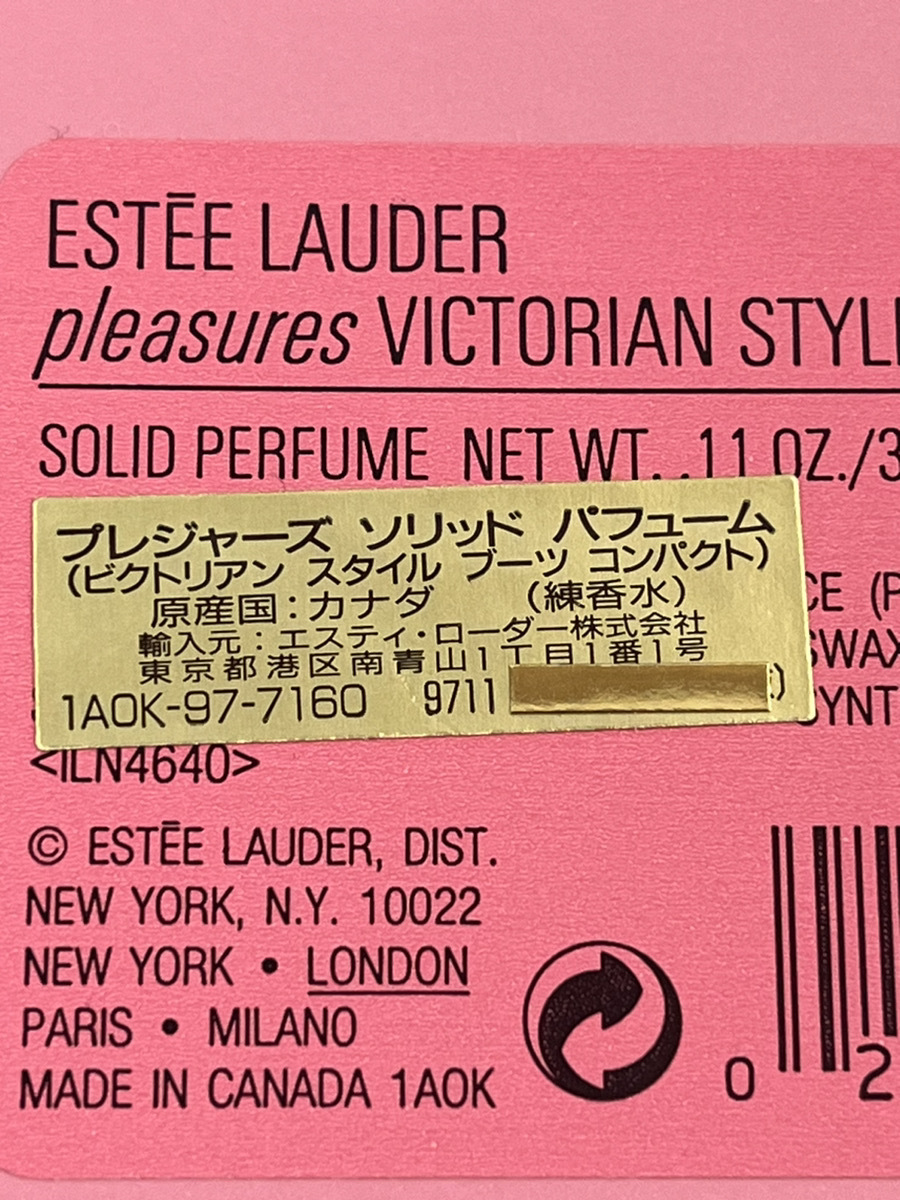 ESTĒE LAUDER
pleasures VICTORIAN STYL
SOLID PERFUME NET WT. .11 OZ./3
プレジャーズ ソリッド パフューム
(ビクトリアン スタイル ブーツ コンパクト)
原産国:カナダ (練香水)
輸入元:エスティ・ローダー株式会社
東京都港区南青山1丁目1番1号
1AOK-97-7160 9711
CE (P
SWAX
SYNT
<ILN4640>
© ESTĒE LAUDER, DIST.
NEW YORK, N.Y. 10022
NEW YORK • LONDON
PARIS • MILANO
MADE IN CANADA 1AOK
0 2